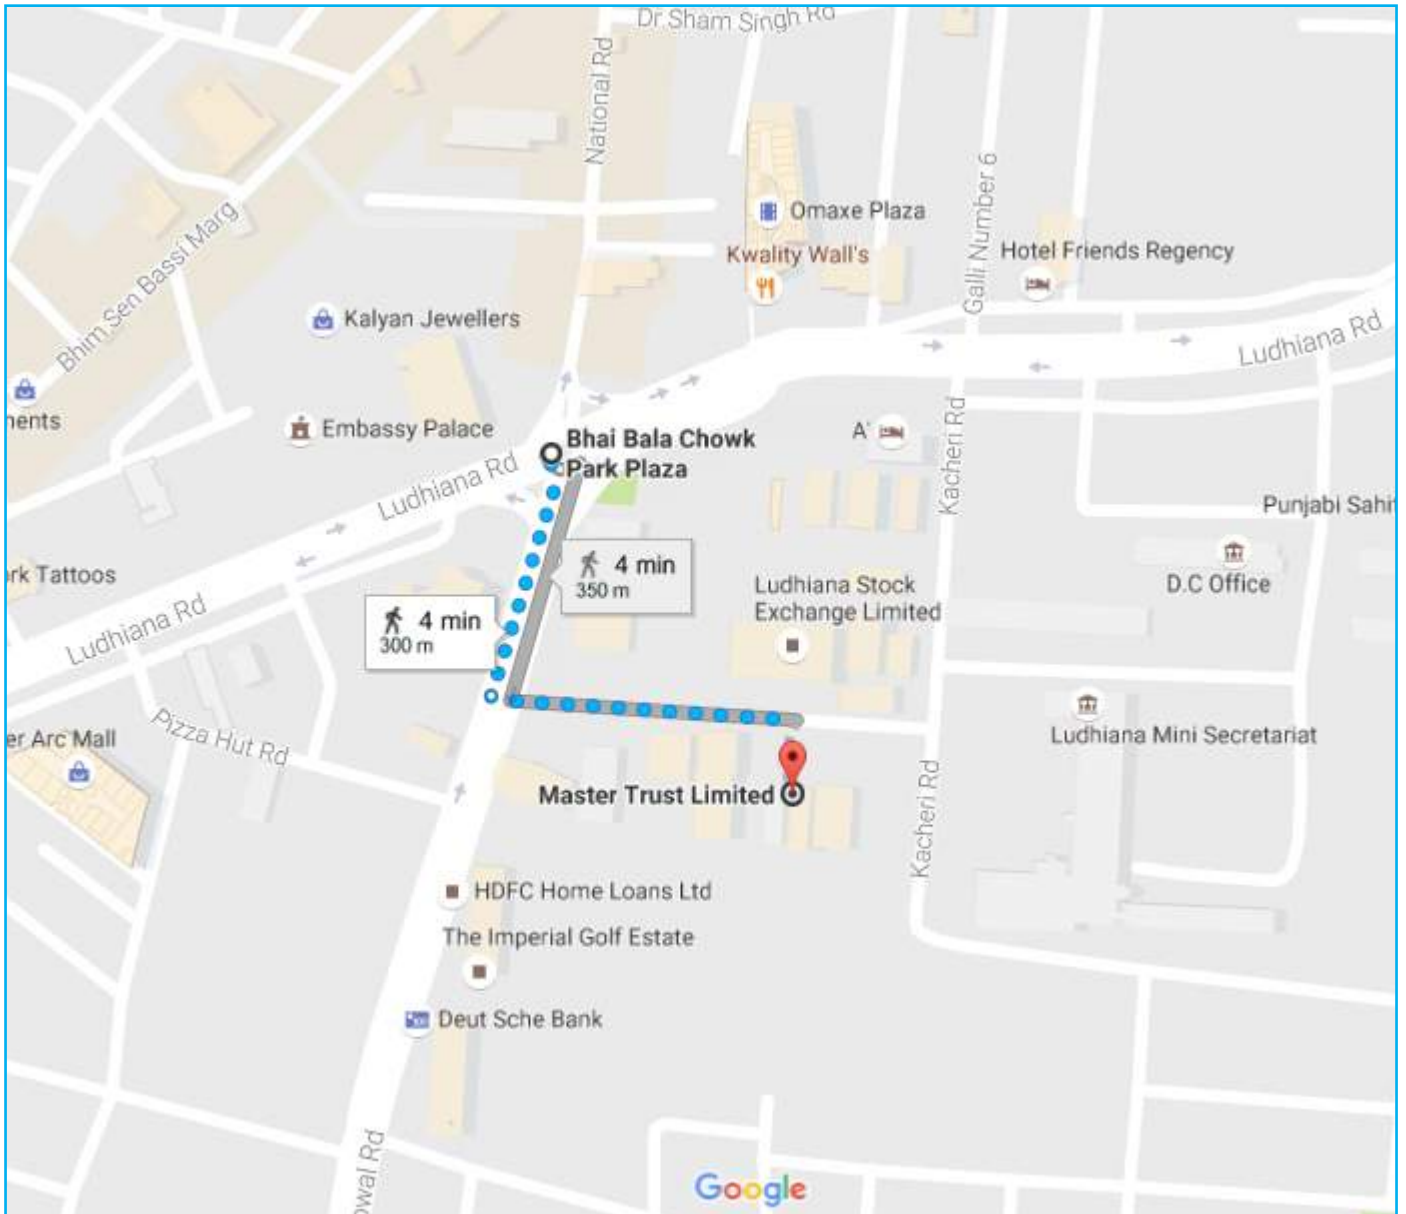 Dr Sham Singh Rd
National Rd
Galli Number 6
Omaxe Plaza
Kwality Wall's
Hotel Friends Regency
Bhim Sen Bassi Marg
Kalyan Jewellers
Ludhiana Rd
ents
Embassy Palace
Bhai Bala Chowk
Park Plaza
A'
Kacheri Rd
Ludhiana Rd
Punjabi Sahit
rk Tattoos
4 min
350 m
Ludhiana Stock
Exchange Limited
D.C Office
Ludhiana Rd
4 min
300 m
Pizza Hut Rd
er Arc Mall
Ludhiana Mini Secretariat
Master Trust Limited
Kacheri Rd
HDFC Home Loans Ltd
The Imperial Golf Estate
Deut Sche Bank
owal Rd
Google